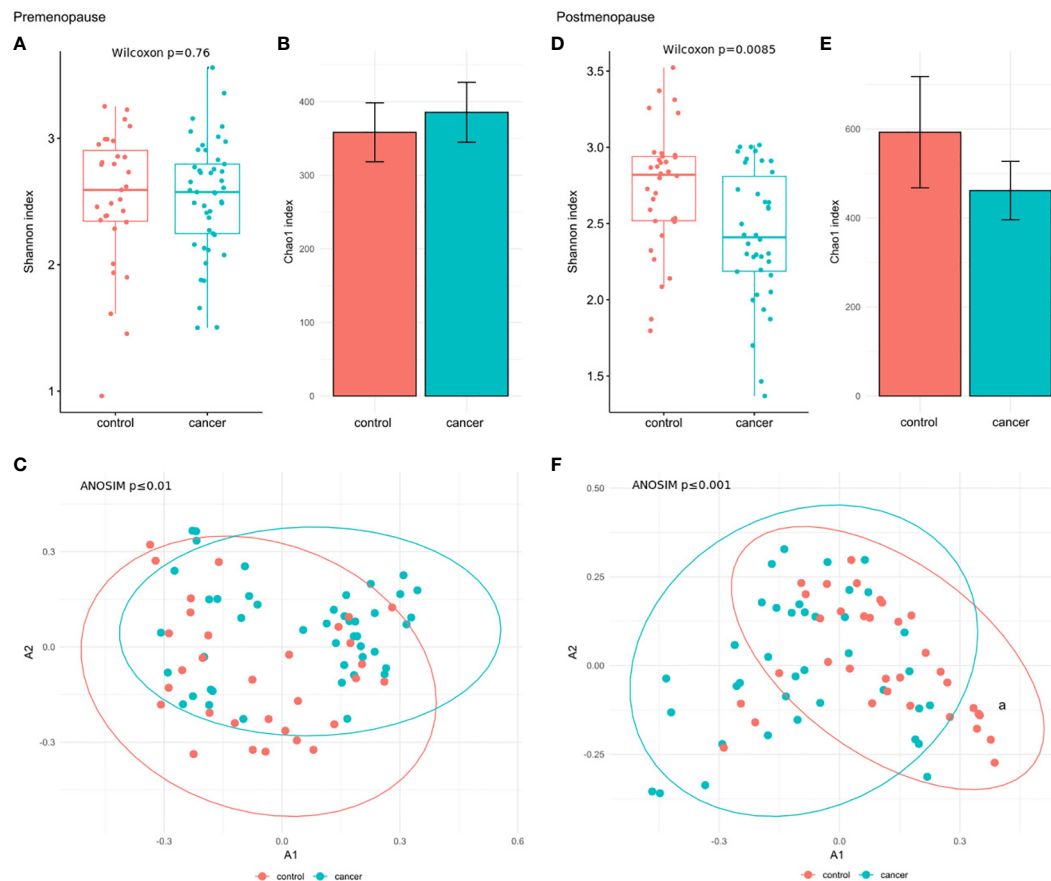 Premenopause
Postmenopause
A
Wilcoxon p=0.76
Shannon index
3
2
1
control
cancer
B
Chao1 index
400
300
200
100
0
control
cancer
D
Wilcoxon p=0.0085
Shannon index
3.5
3.0
2.5
2.0
1.5
control
cancer
E
Chao1 index
600
400
200
0
control
cancer
C
ANOSIM p≤0.01
A2
0.3
0.0
-0.3
-0.3
0.0
0.3
0.6
A1
control
cancer
F
ANOSIM p≤0.001
A2
0.50
0.25
0.00
-0.25
a
-0.3
0.0
0.3
A1
control
cancer